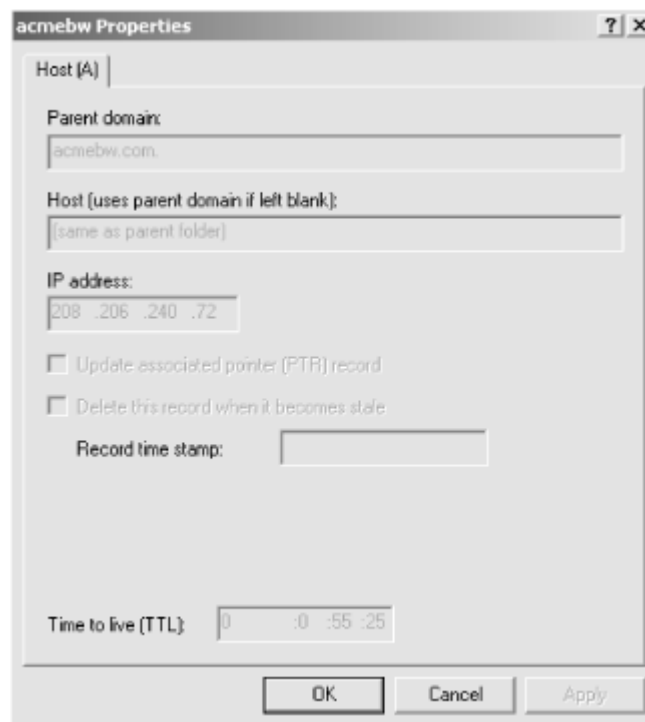 acmebw Properties
Host (A)
Parent domain:
acmebw.com.
Host (uses parent domain if left blank):
(same as parent folder)
IP address:
208 .206 .240 .72
Update associated pointer (PTR) record
Delete this record when it becomes stale
Record time stamp:
Time to live (TTL): 0 :0 :55 :25
OK Cancel Apply